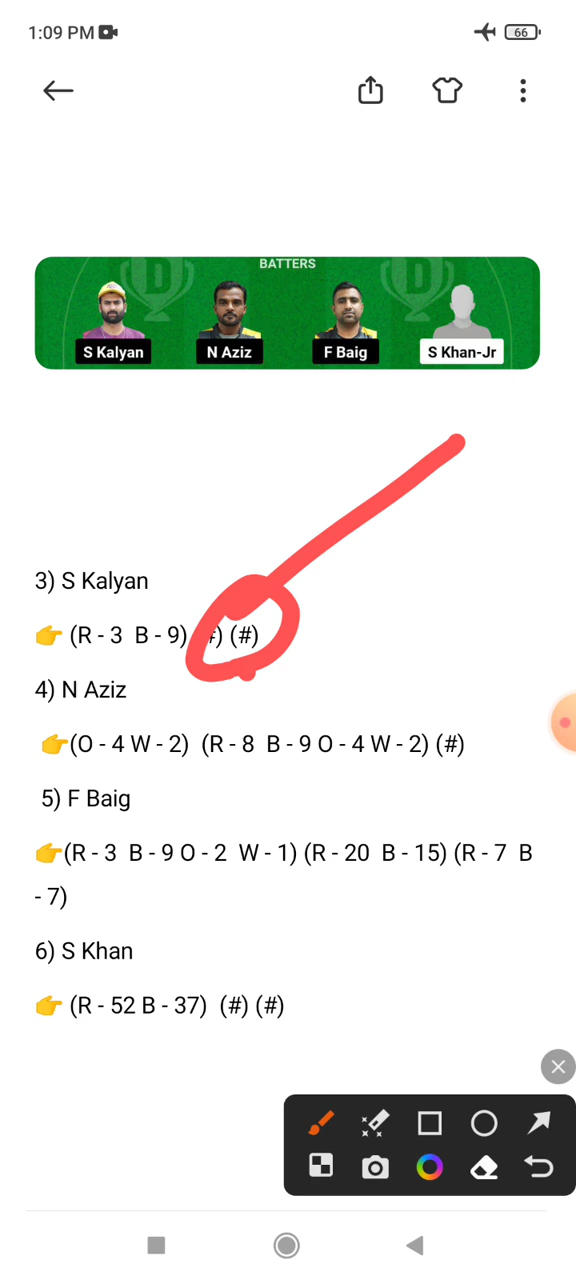 1:09 PM
66
BATTERS
S Kalyan
N Aziz
F Baig
S Khan-Jr
3) S Kalyan
👉 (R - 3 B - 9) #) (#)
4) N Aziz
👉(O - 4 W - 2) (R - 8 B - 9 O - 4 W - 2) (#)
5) F Baig
👉(R - 3 B - 9 O - 2 W - 1) (R - 20 B - 15) (R - 7 B
- 7)
6) S Khan
👉 (R - 52 B - 37) (#) (#)